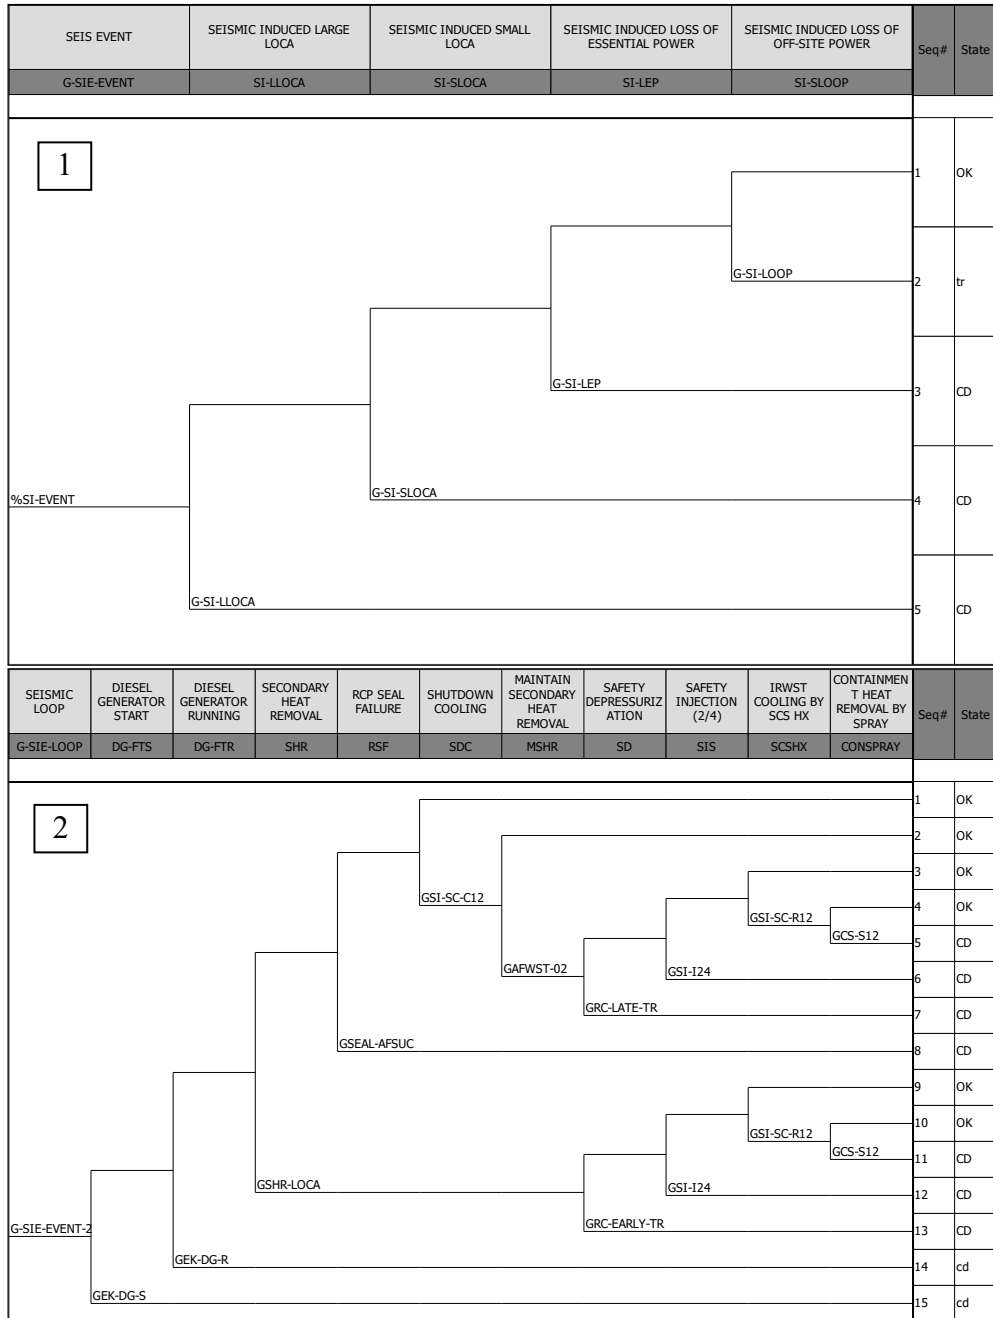 SEIS EVENT
SEISMIC INDUCED LARGE
LOCA
SEISMIC INDUCED SMALL
LOCA
SEISMIC INDUCED LOSS OF
ESSENTIAL POWER
SEISMIC INDUCED LOSS OF
OFF-SITE POWER
Seq#
State
G-SIE-EVENT
SI-LLOCA
SI-SLOCA
SI-LEP
SI-SLOOP
1
1
OK
G-SI-LOOP
2
tr
G-SI-LEP
3
CD
G-SI-SLOCA
4
CD
%SI-EVENT
G-SI-LLOCA
5
CD
SEISMIC
LOOP
DIESEL
GENERATOR
START
DIESEL
GENERATOR
RUNNING
SECONDARY
HEAT
REMOVAL
RCP SEAL
FAILURE
SHUTDOWN
COOLING
MAINTAIN
SECONDARY
HEAT
REMOVAL
SAFETY
DEPRESSURIZ
ATION
SAFETY
INJECTION
(2/4)
IRWST
COOLING BY
SCS HX
CONTAINMEN
T HEAT
REMOVAL BY
SPRAY
Seq#
State
G-SIE-LOOP
DG-FTS
DG-FTR
SHR
RSF
SDC
MSHR
SD
SIS
SCSHX
CONSPRAY
2
1
OK
2
OK
3
OK
GSI-SC-C12
GSI-SC-R12
4
OK
GCS-S12
5
CD
GAFWST-02
GSI-I24
6
CD
GRC-LATE-TR
7
CD
GSEAL-AFSUC
8
CD
9
OK
GSI-SC-R12
10
OK
GCS-S12
11
CD
GSHR-LOCA
GSI-I24
12
CD
G-SIE-EVENT-2
GRC-EARLY-TR
13
CD
GEK-DG-R
14
cd
GEK-DG-S
15
cd